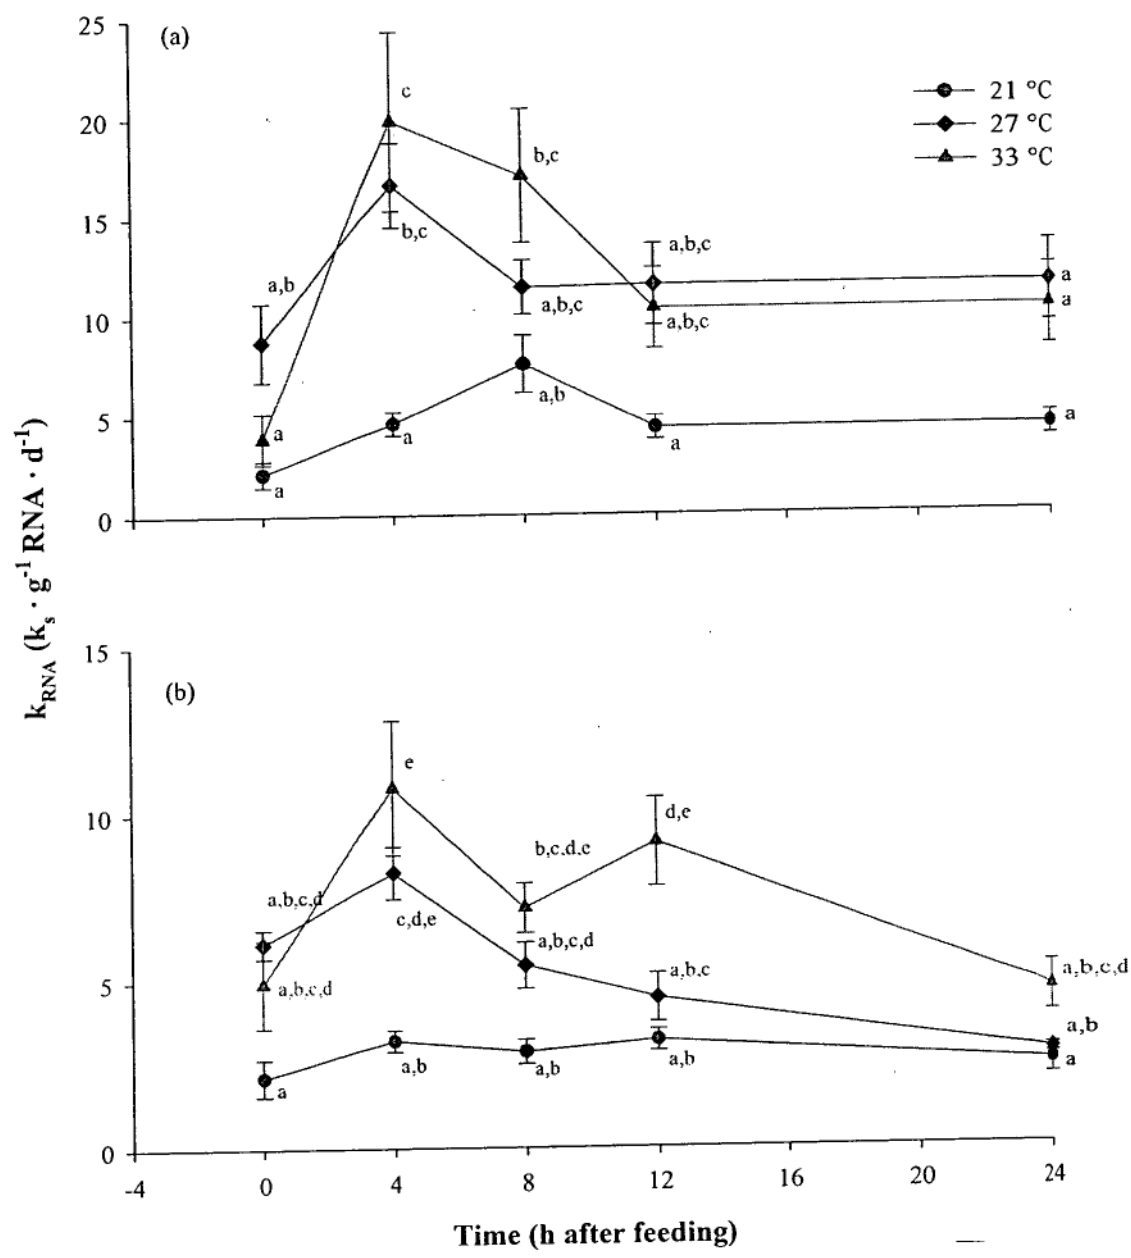 25
(a)
20
15
10
5
0
21 °C
27 °C
33 °C
c
b,c
b,c
a,b
a,b,c
a,b,c
a,b,c
a
a
a
a
a
a,b
a
a
a
k_RNA (k_s · g⁻¹ RNA · d⁻¹)
15
(b)
10
5
0
e
d,e
b,c,d,e
a,b,c,d
c,d,e
a,b,c,d
a,b,c
a,b,c,d
a,b,c,d
a,b
a
a,b
a,b
a,b
a
-4
0
4
8
12
16
20
24
Time (h after feeding)